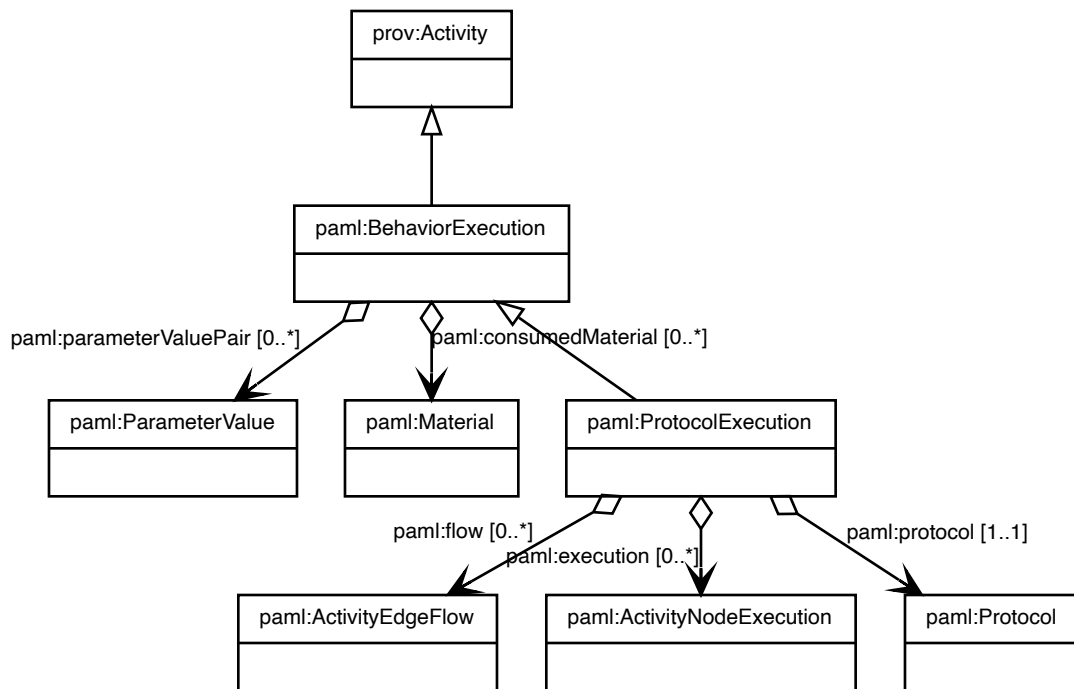 prov:Activity
paml:BehaviorExecution
paml:parameterValuePair [0..*]
paml:consumedMaterial [0..*]
paml:ParameterValue
paml:Material
paml:ProtocolExecution
paml:flow [0..*]
paml:execution [0..*]
paml:protocol [1..1]
paml:ActivityEdgeFlow
paml:ActivityNodeExecution
paml:Protocol